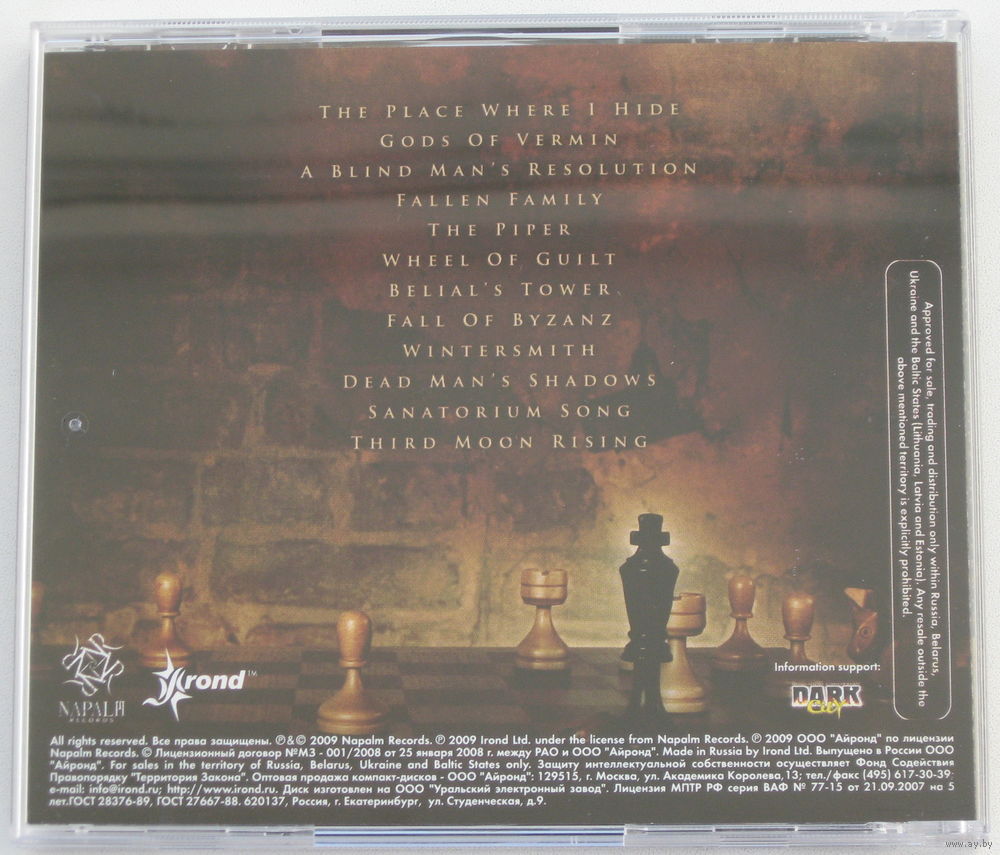 THE PLACE WHERE I HIDE
GODS OF VERMIN
A BLIND MAN'S RESOLUTION
FALLEN FAMILY
THE PIPER
WHEEL OF GUILT
BELIAL'S TOWER
FALL OF BYZANZ
WINTERSMITH
DEAD MAN'S SHADOWS
SANATORIUM SONG
THIRD MOON RISING
Approved for sale, trading and distribution only within Russia, Belarus,
Ukraine and the Baltic States (Lithuania, Latvia and Estonia). Any resale outside the
above mentioned territory is explicitly prohibited.
NAPALM
RECORDS
Irond™
Information support:
DARK
City
All rights reserved. Все права защищены. ℗&© 2009 Napalm Records. ℗ 2009 Irond Ltd. under the license from Napalm Records. ℗ 2009 ООО "Айронд" по лицензии
Napalm Records. © Лицензионный договор №МЗ - 001/2008 от 25 января 2008 г. между РАО и ООО "Айронд". Made in Russia by Irond Ltd. Выпущено в России ООО
"Айронд". For sales in the territory of Russia, Belarus, Ukraine and Baltic States only. Защиту интеллектуальной собственности осуществляет Фонд Содействия
Правопорядку "Территория Закона". Оптовая продажа компакт-дисков - ООО "Айронд": 129515, г. Москва, ул. Академика Королева,13; тел./факс (495) 617-30-39;
e-mail: info@irond.ru; http://www.irond.ru. Диск изготовлен на ООО "Уральский электронный завод". Лицензия МПТР РФ серия ВАФ № 77-15 от 21.09.2007 на 5
лет.ГОСТ 28376-89, ГОСТ 27667-88. 620137, Россия, г. Екатеринбург, ул. Студенческая, д.9.
www.ay.by